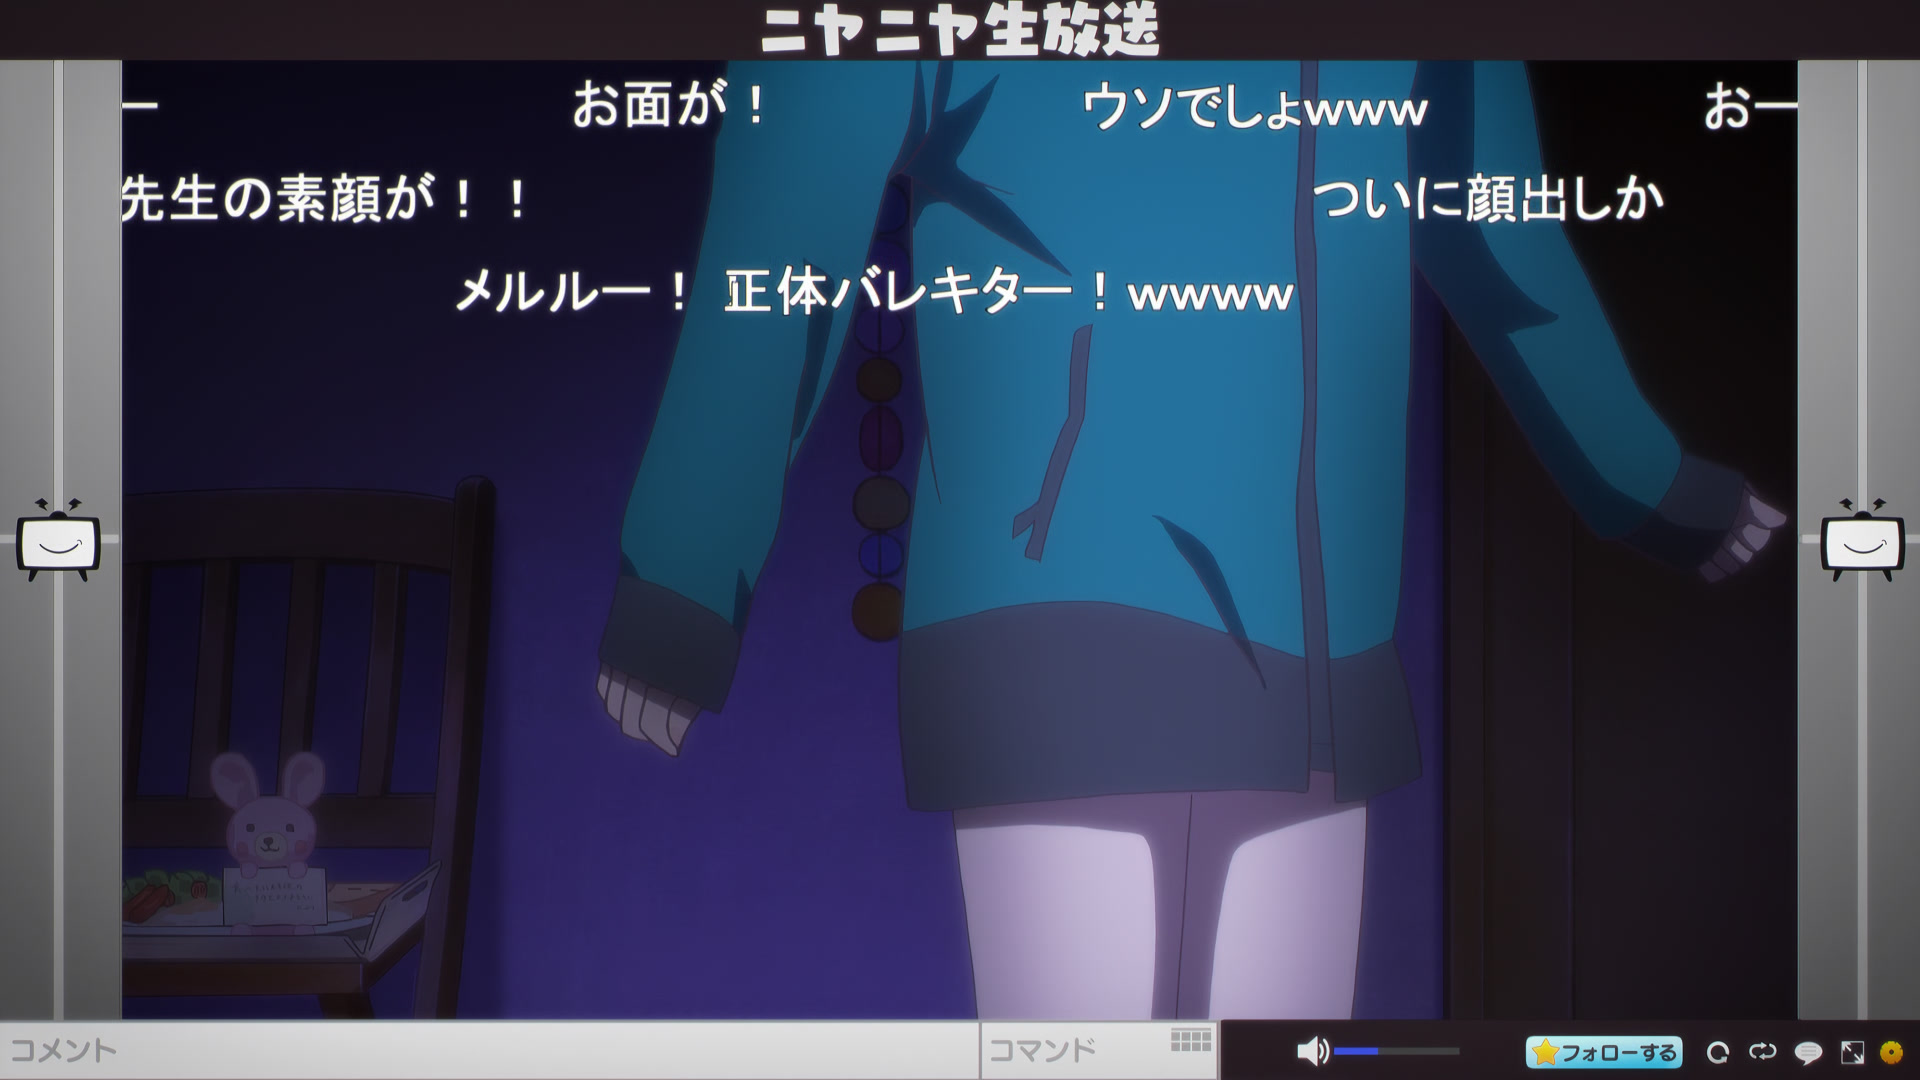 ニヤニヤ生放送
ー
お面が！
ウソでしょwww
おー
先生の素顔が！！
ついに顔出しか
メルルー！
正体バレキター！wwww
コメント
コマンド
フォローする